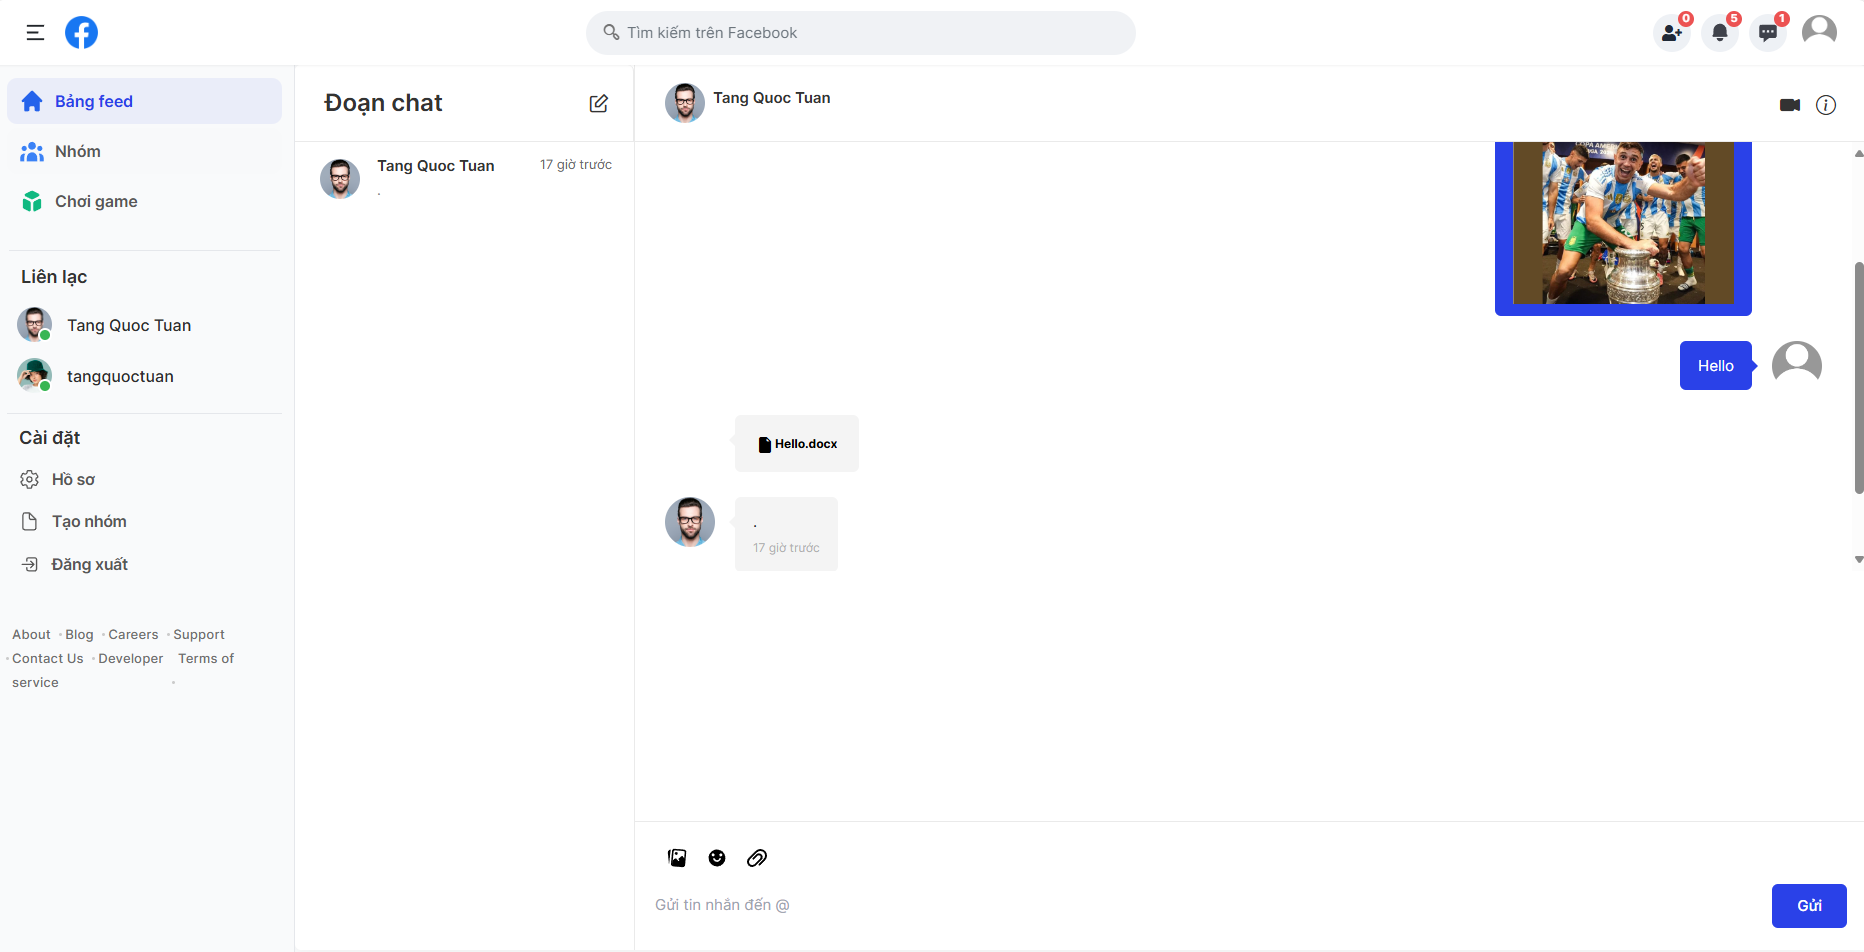 Tìm kiếm trên Facebook
0
5
1
Bảng feed
Nhóm
Chơi game
Liên lạc
Tang Quoc Tuan
tangquoctuan
Cài đặt
Hồ sơ
Tạo nhóm
Đăng xuất
About · Blog · Careers · Support
· Contact Us · Developer Terms of
service ·
Đoạn chat
Tang Quoc Tuan 17 giờ trước
.
Tang Quoc Tuan
COPA AMERI
Hello
Hello.docx
.
17 giờ trước
Gửi tin nhắn đến @
Gửi